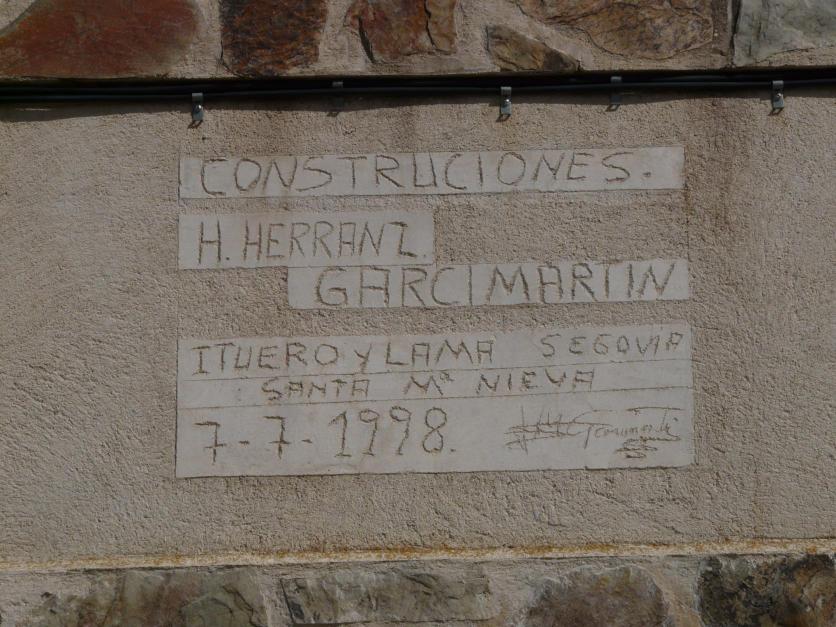 CONSTRUCIONES.
H. HERRANZ.
GARCIMARTIN
ITUERO y LAMA SEGOVIA
SANTA Mª NIEVA
7-7-1998.